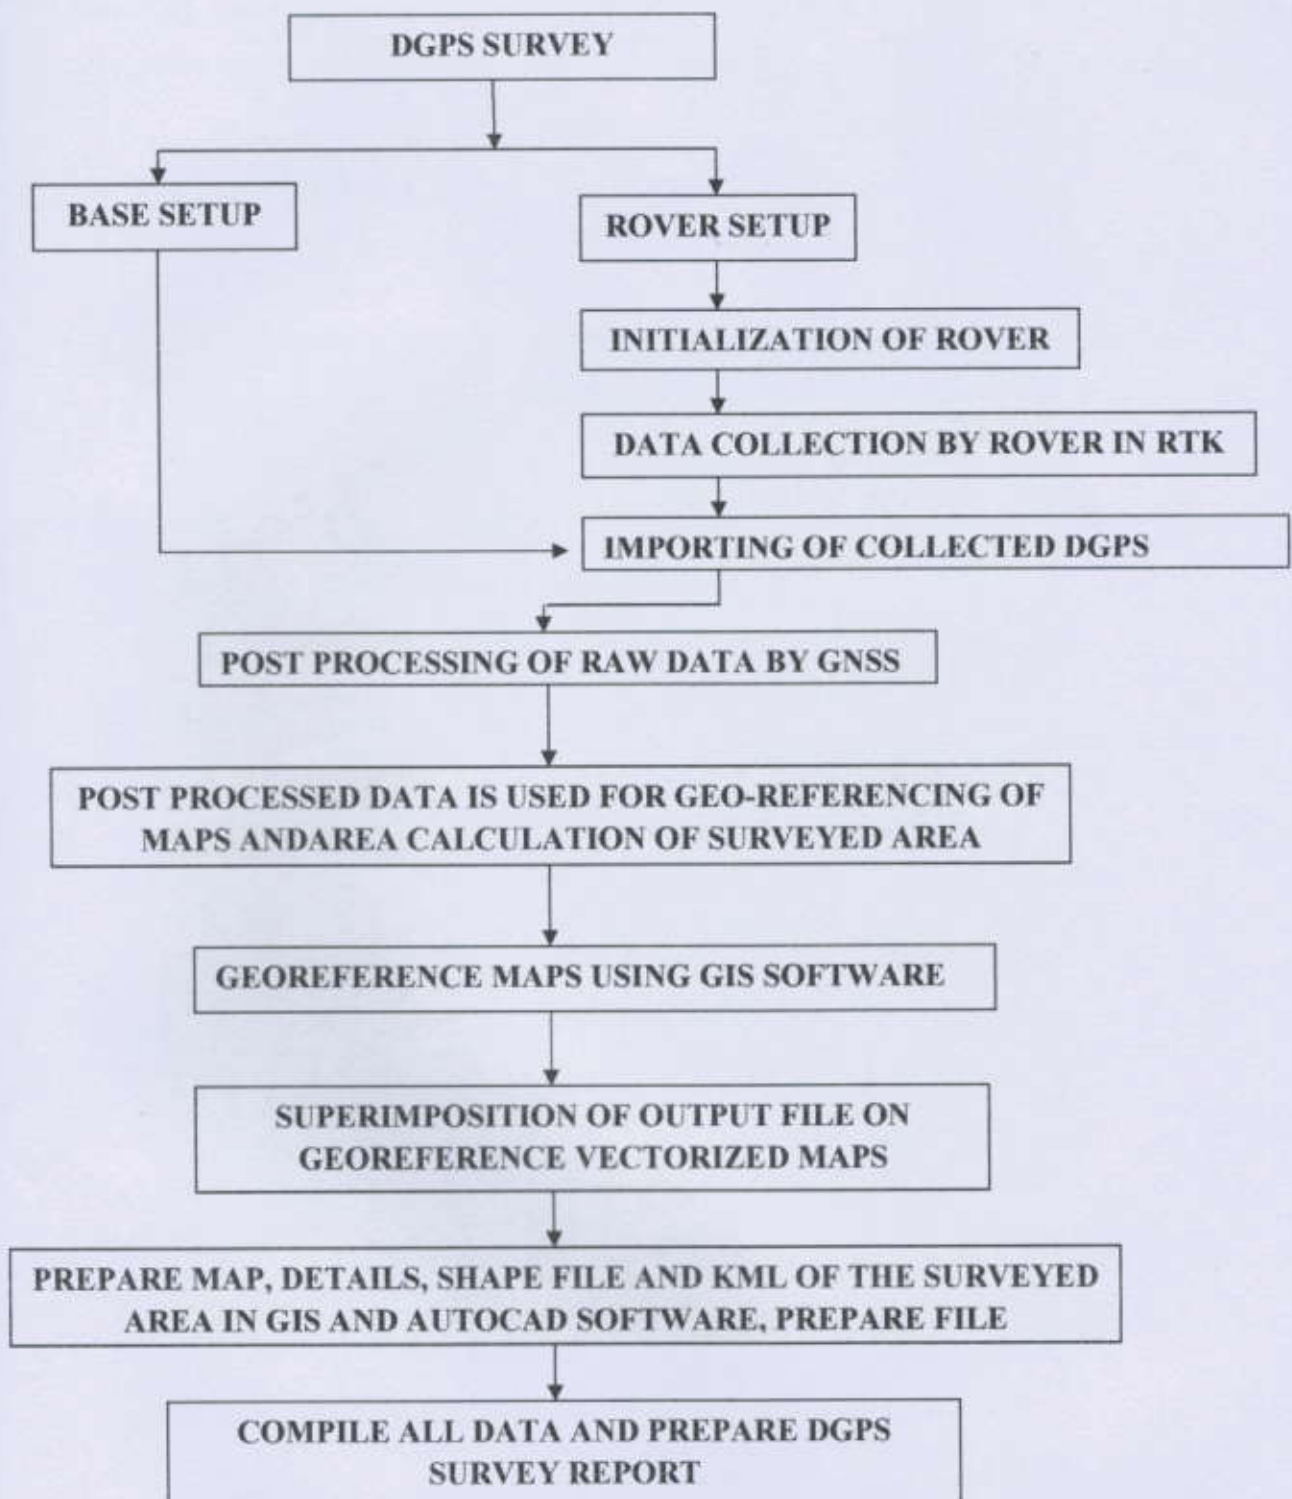 DGPS SURVEY
BASE SETUP
ROVER SETUP
INITIALIZATION OF ROVER
DATA COLLECTION BY ROVER IN RTK
IMPORTING OF COLLECTED DGPS
POST PROCESSING OF RAW DATA BY GNSS
POST PROCESSED DATA IS USED FOR GEO-REFERENCING OF
MAPS ANDAREA CALCULATION OF SURVEYED AREA
GEOREFERENCE MAPS USING GIS SOFTWARE
SUPERIMPOSITION OF OUTPUT FILE ON
GEOREFERENCE VECTORIZED MAPS
PREPARE MAP, DETAILS, SHAPE FILE AND KML OF THE SURVEYED
AREA IN GIS AND AUTOCAD SOFTWARE, PREPARE FILE
COMPILE ALL DATA AND PREPARE DGPS
SURVEY REPORT